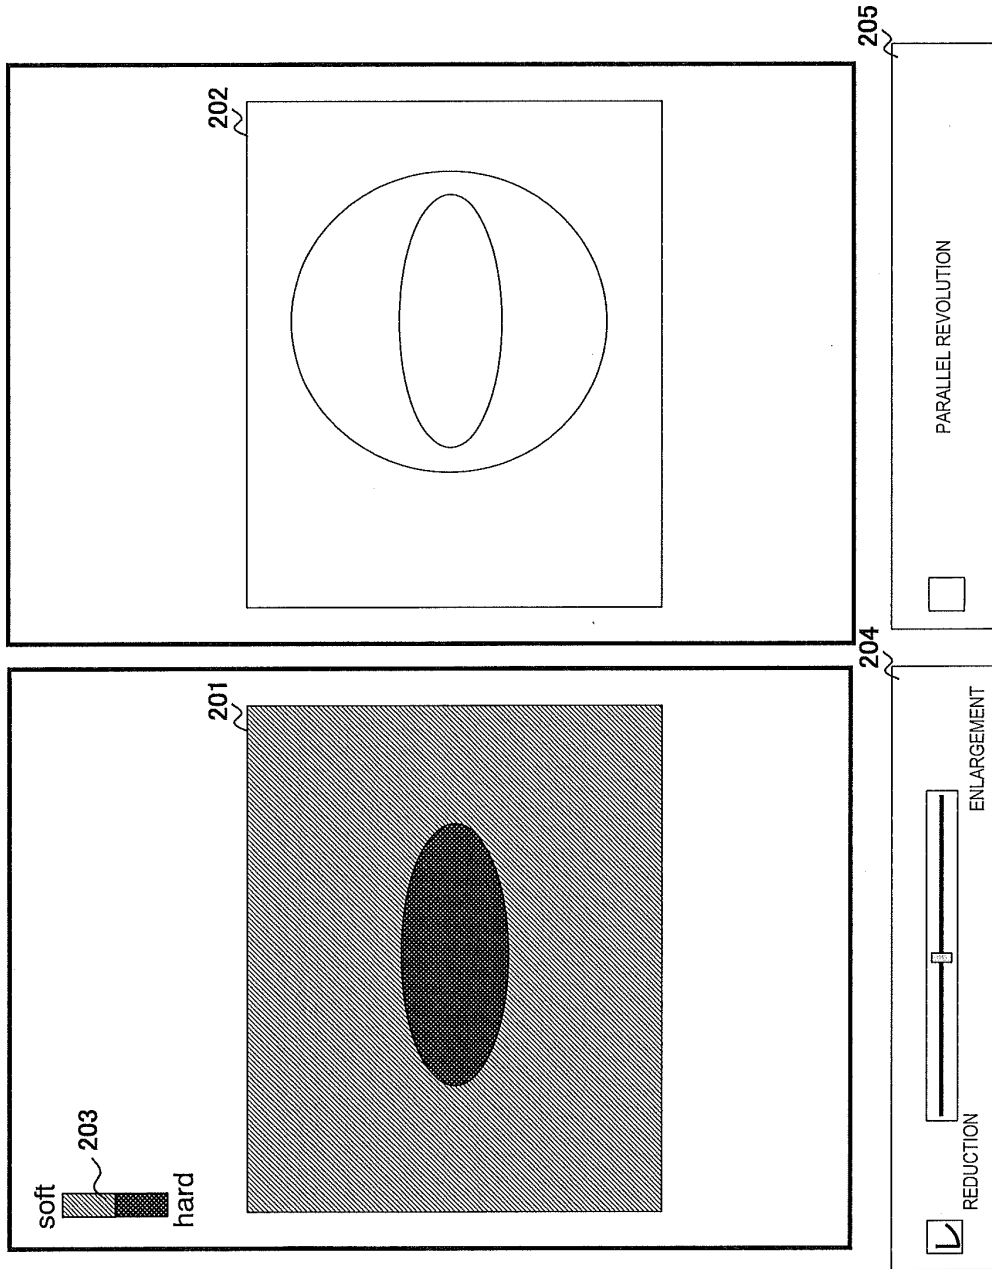 soft
203
hard
201
202
204
REDUCTION
ENLARGEMENT
205
PARALLEL REVOLUTION